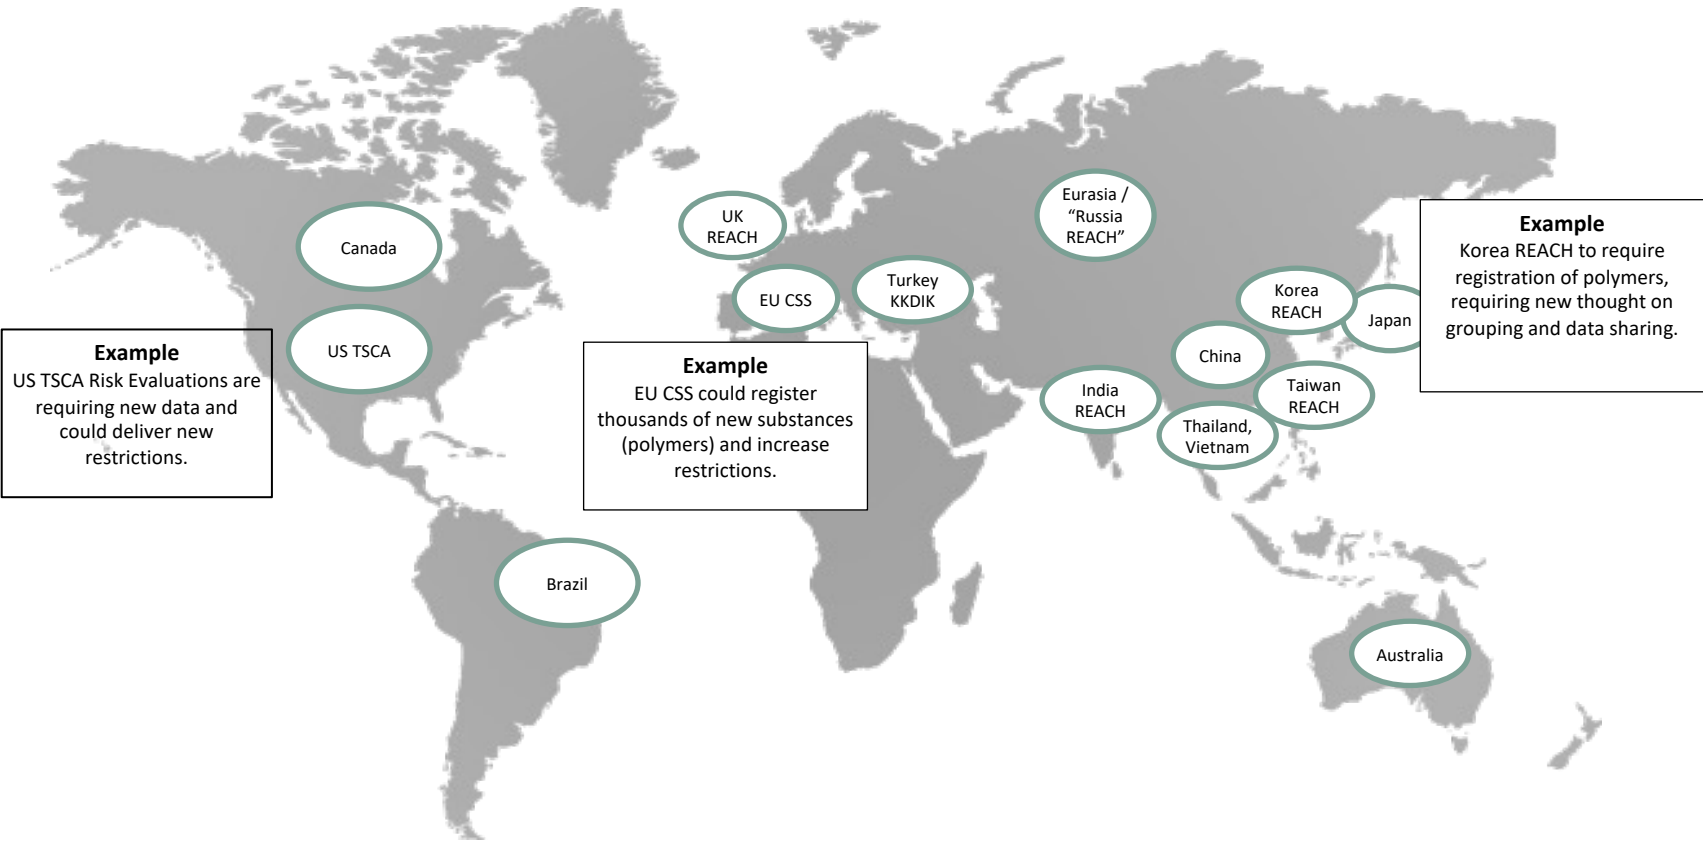 Canada
US TSCA
Example
US TSCA Risk Evaluations are
requiring new data and
could deliver new
restrictions.
Brazil
UK
REACH
EU CSS
Turkey
KKDIK
Example
EU CSS could register
thousands of new substances
(polymers) and increase
restrictions.
Eurasia /
“Russia
REACH”
Korea
REACH
Japan
China
India
REACH
Taiwan
REACH
Thailand,
Vietnam
Example
Korea REACH to require
registration of polymers,
requiring new thought on
grouping and data sharing.
Australia